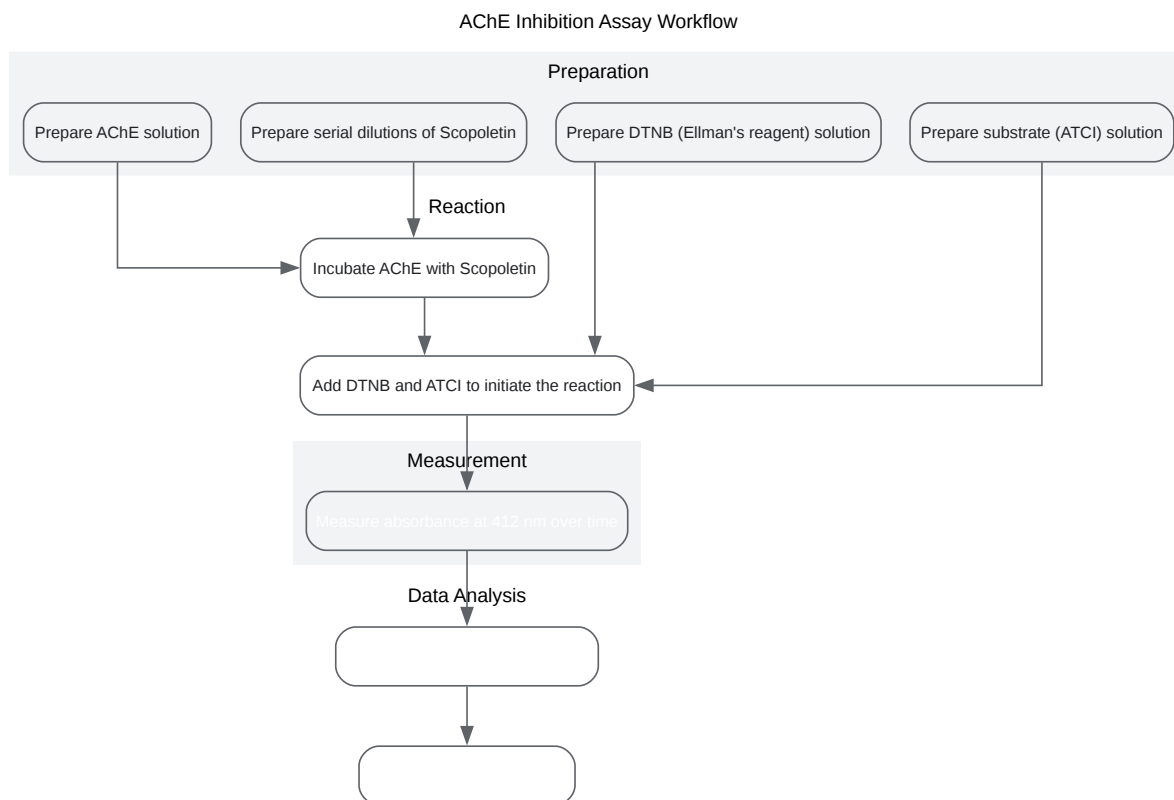 AChE Inhibition Assay Workflow
Preparation
Prepare AChE solution
Prepare serial dilutions of Scopoletin
Prepare DTNB (Ellman's reagent) solution
Prepare substrate (ATCI) solution
Reaction
Incubate AChE with Scopoletin
Add DTNB and ATCI to initiate the reaction
Measurement
Measure absorbance at 412 nm over time
Data Analysis